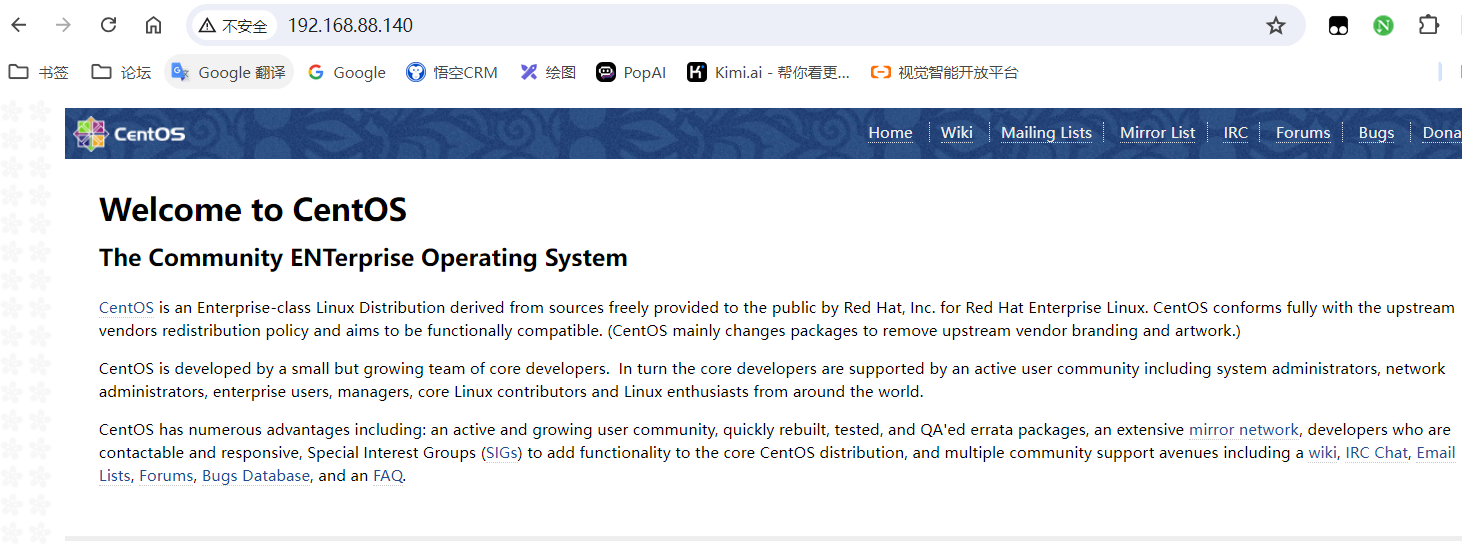 不安全 192.168.88.140
书签 论坛 Google 翻译 Google 悟空CRM 绘图 PopAI Kimi.ai - 帮你看更... 视觉智能开放平台
CentOS Home Wiki Mailing Lists Mirror List IRC Forums Bugs Dona
Welcome to CentOS
The Community ENTerprise Operating System
CentOS is an Enterprise-class Linux Distribution derived from sources freely provided to the public by Red Hat, Inc. for Red Hat Enterprise Linux. CentOS conforms fully with the upstream
vendors redistribution policy and aims to be functionally compatible. (CentOS mainly changes packages to remove upstream vendor branding and artwork.)
CentOS is developed by a small but growing team of core developers.  In turn the core developers are supported by an active user community including system administrators, network
administrators, enterprise users, managers, core Linux contributors and Linux enthusiasts from around the world.
CentOS has numerous advantages including: an active and growing user community, quickly rebuilt, tested, and QA'ed errata packages, an extensive mirror network, developers who are
contactable and responsive, Special Interest Groups (SIGs) to add functionality to the core CentOS distribution, and multiple community support avenues including a wiki, IRC Chat, Email
Lists, Forums, Bugs Database, and an FAQ.